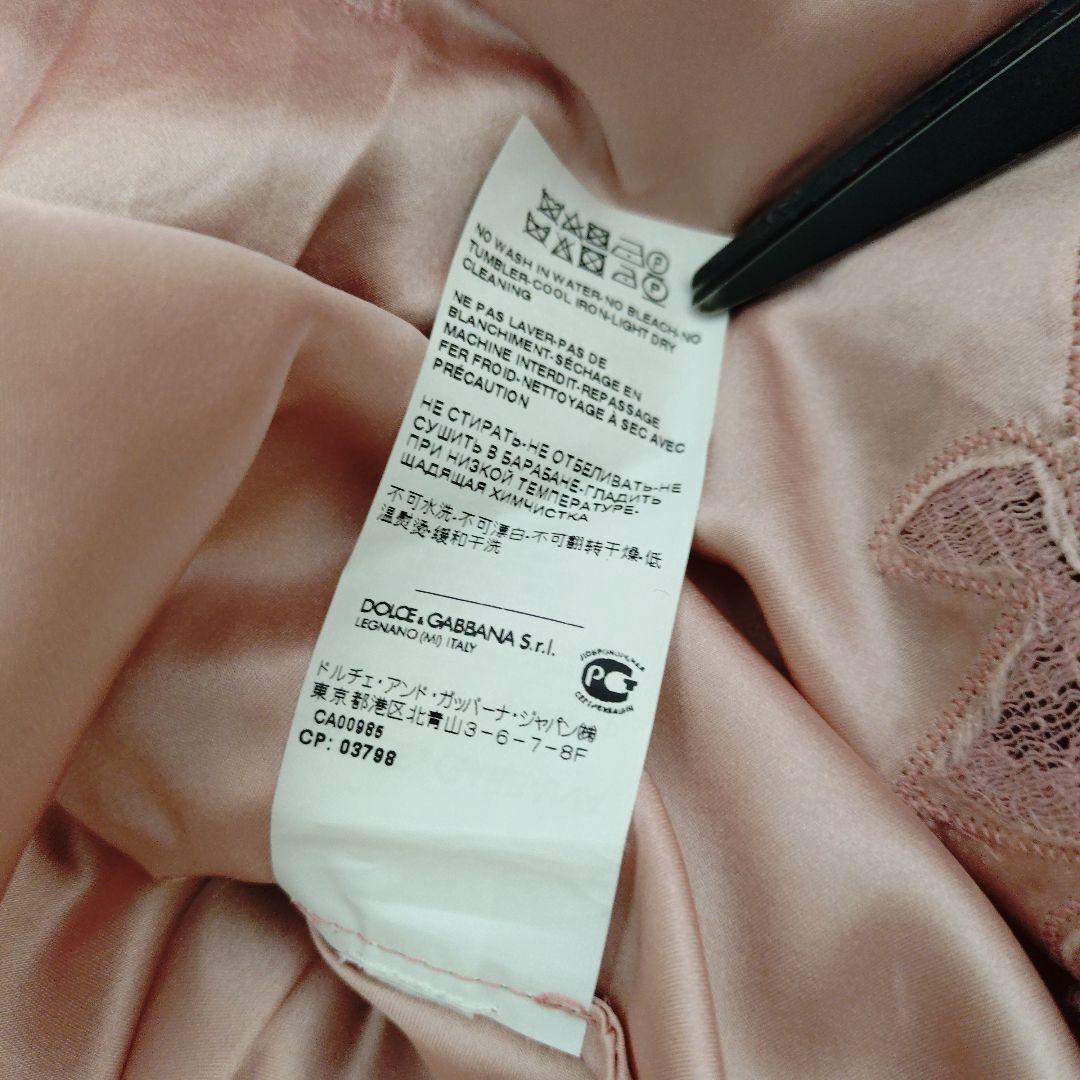 NO WASH IN WATER-NO BLEACH-NO
TUMBLER-COOL IRON-LIGHT DRY
CLEANING
NE PAS LAVER-PAS DE
BLANCHIMENT-SÉCHAGE EN
MACHINE INTERDIT-REPASSAGE
FER FROID-NETTOYAGE À SEC AVEC
PRÉCAUTION
НЕ СТИРАТЬ-НЕ ОТБЕЛИВАТЬ-НЕ
СУШИТЬ В БАРАБАНЕ-ГЛАДИТЬ
ПРИ НИЗКОЙ ТЕМПЕРАТУРЕ-
ЩАДЯЩАЯ ХИМЧИСТКА
不可水洗-不可漂白-不可翻转干燥-低
温熨烫-缓和干洗
DOLCE & GABBANA S.r.l.
LEGNANO (MI) ITALY
PCT
ドルチェ・アンド・ガッバーナ・ジャパン㈱
東京都港区北青山3-6-7-8F
CA00985
CP: 03798